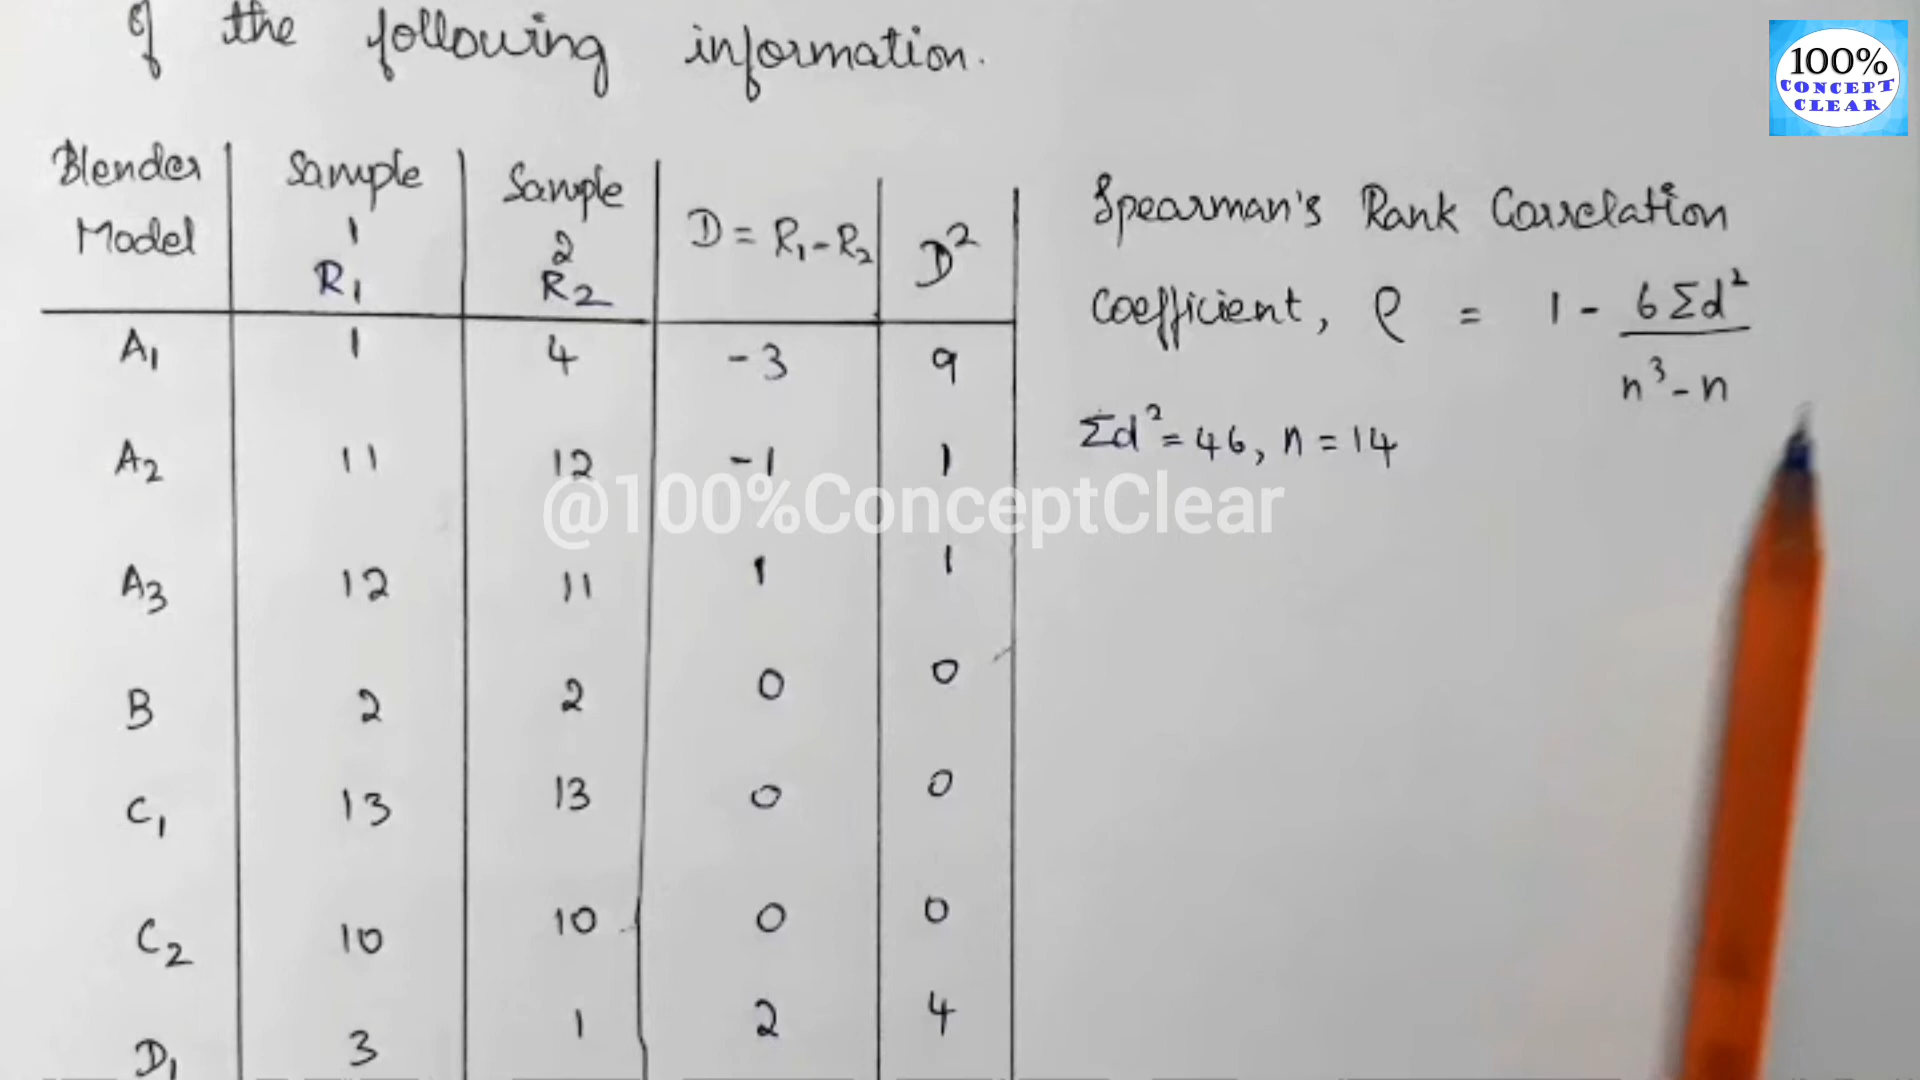 of the following information.
100%
CONCEPT
CLEAR
Blender Model | Sample 1 R₁ | Sample 2 R₂ | D = R₁-R₂ | D²
A₁ | 1 | 4 | -3 | 9
A₂ | 11 | 12 | -1 | 1
A₃ | 12 | 11 | 1 | 1
B | 2 | 2 | 0 | 0
C₁ | 13 | 13 | 0 | 0
C₂ | 10 | 10 | 0 | 0
D₁ | 3 | 1 | 2 | 4
Spearman's Rank Correlation
Coefficient, ρ = 1 - 6Σd² / n³-n
Σd² = 46, n = 14
@100%ConceptClear